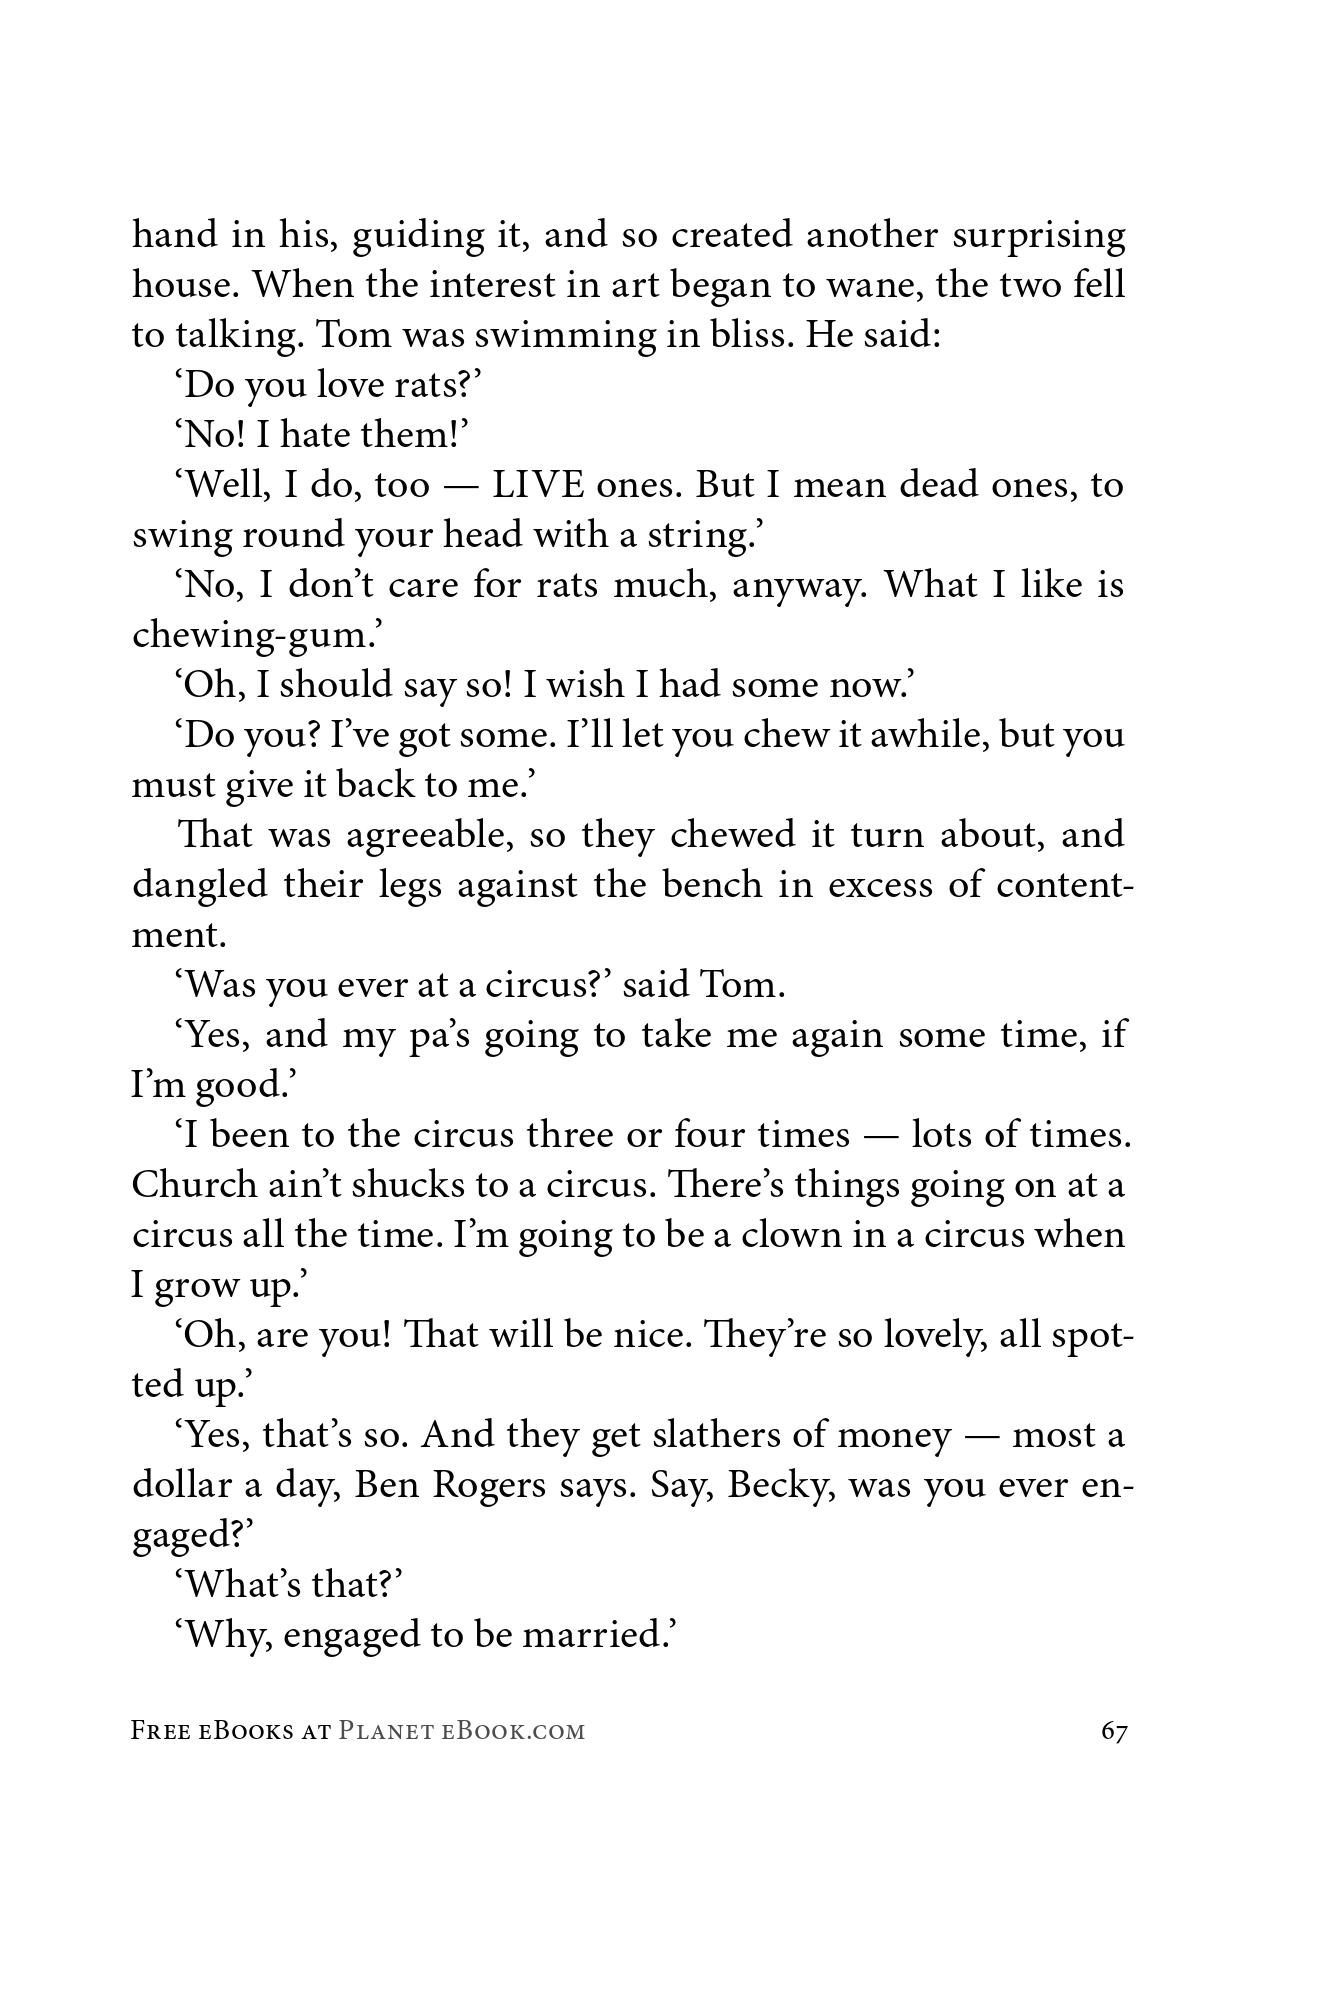 hand in his, guiding it, and so created another surprising
house. When the interest in art began to wane, the two fell
to talking. Tom was swimming in bliss. He said:
‘Do you love rats?’
‘No! I hate them!’
‘Well, I do, too — LIVE ones. But I mean dead ones, to
swing round your head with a string.’
‘No, I don’t care for rats much, anyway. What I like is
chewing-gum.’
‘Oh, I should say so! I wish I had some now.’
‘Do you? I’ve got some. I’ll let you chew it awhile, but you
must give it back to me.’
That was agreeable, so they chewed it turn about, and
dangled their legs against the bench in excess of content-
ment.
‘Was you ever at a circus?’ said Tom.
‘Yes, and my pa’s going to take me again some time, if
I’m good.’
‘I been to the circus three or four times — lots of times.
Church ain’t shucks to a circus. There’s things going on at a
circus all the time. I’m going to be a clown in a circus when
I grow up.’
‘Oh, are you! That will be nice. They’re so lovely, all spot-
ted up.’
‘Yes, that’s so. And they get slathers of money — most a
dollar a day, Ben Rogers says. Say, Becky, was you ever en-
gaged?’
‘What’s that?’
‘Why, engaged to be married.’
Free eBooks at Planet eBook.com 67